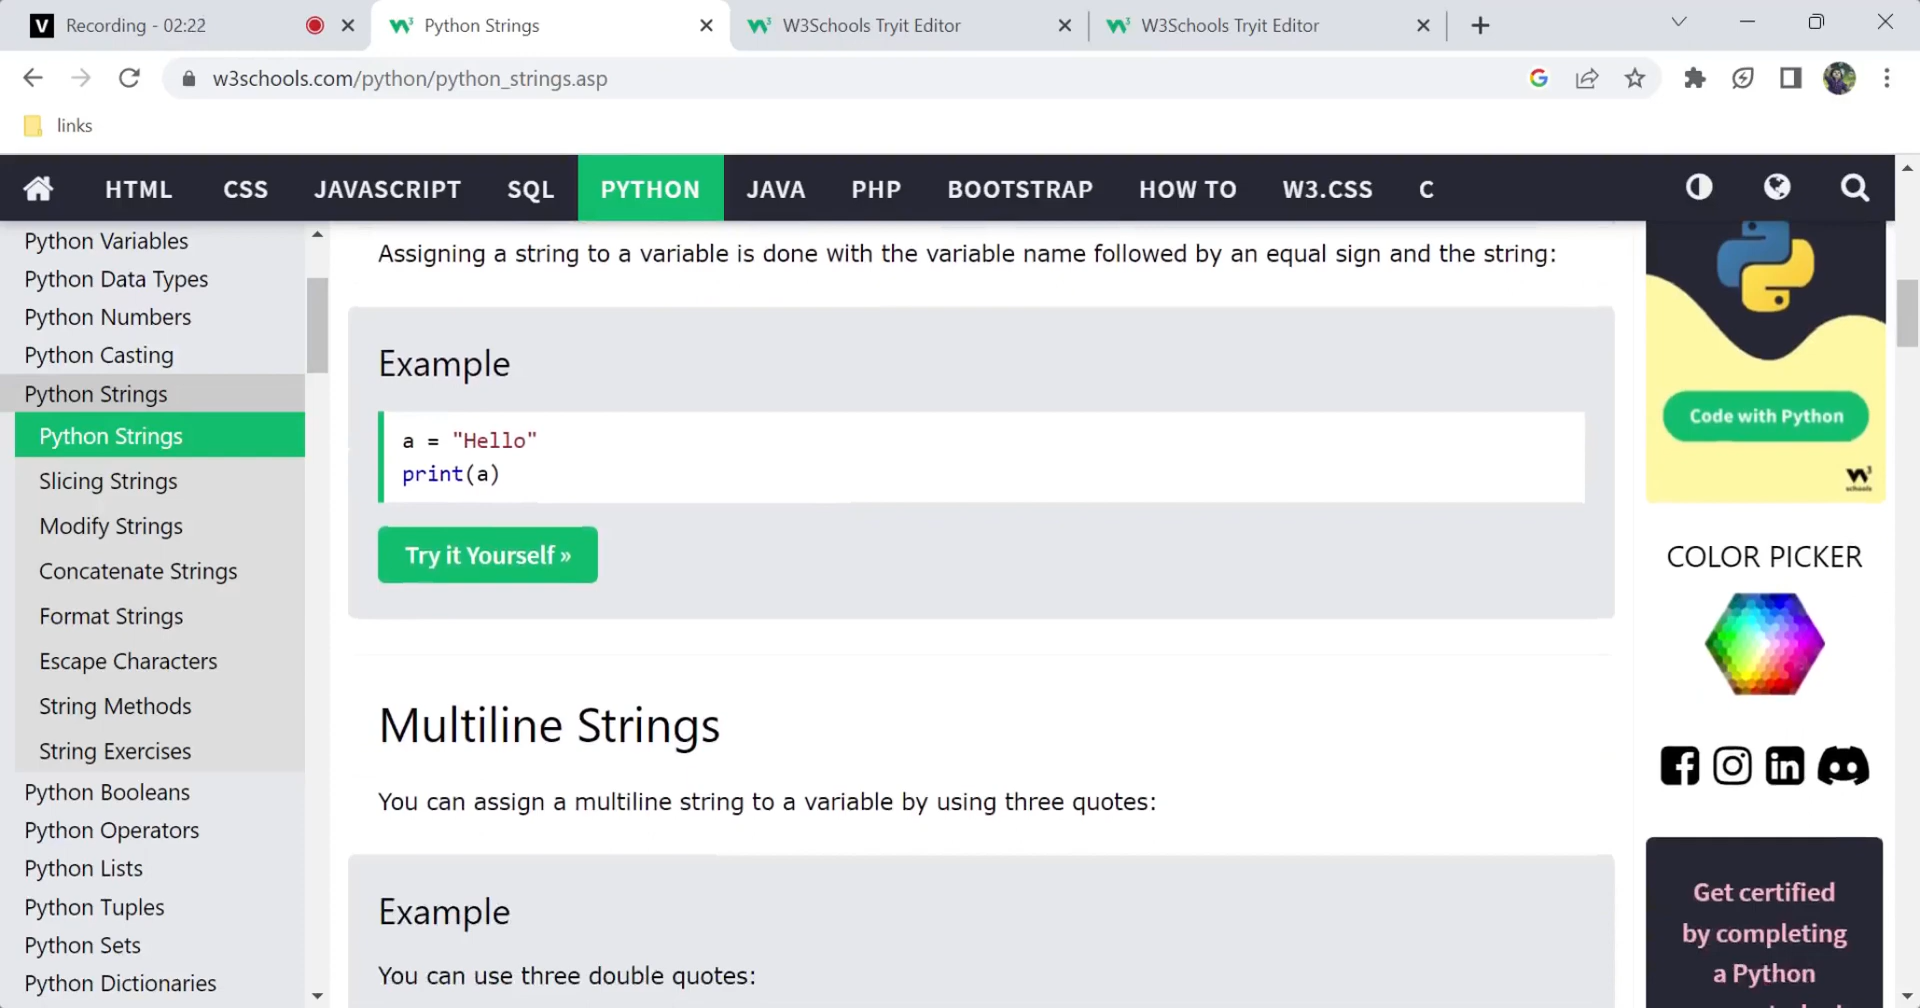 Recording - 02:22
Python Strings
W3Schools Tryit Editor
W3Schools Tryit Editor
w3schools.com/python/python_strings.asp
links
HTML CSS JAVASCRIPT SQL PYTHON JAVA PHP BOOTSTRAP HOW TO W3.CSS C
Python Variables
Python Data Types
Python Numbers
Python Casting
Python Strings
Python Strings
Slicing Strings
Modify Strings
Concatenate Strings
Format Strings
Escape Characters
String Methods
String Exercises
Python Booleans
Python Operators
Python Lists
Python Tuples
Python Sets
Python Dictionaries
Assigning a string to a variable is done with the variable name followed by an equal sign and the string:
Example
a = "Hello"
print(a)
Try it Yourself »
Multiline Strings
You can assign a multiline string to a variable by using three quotes:
Example
You can use three double quotes:
Code with Python
schools
COLOR PICKER
Get certified
by completing
a Python